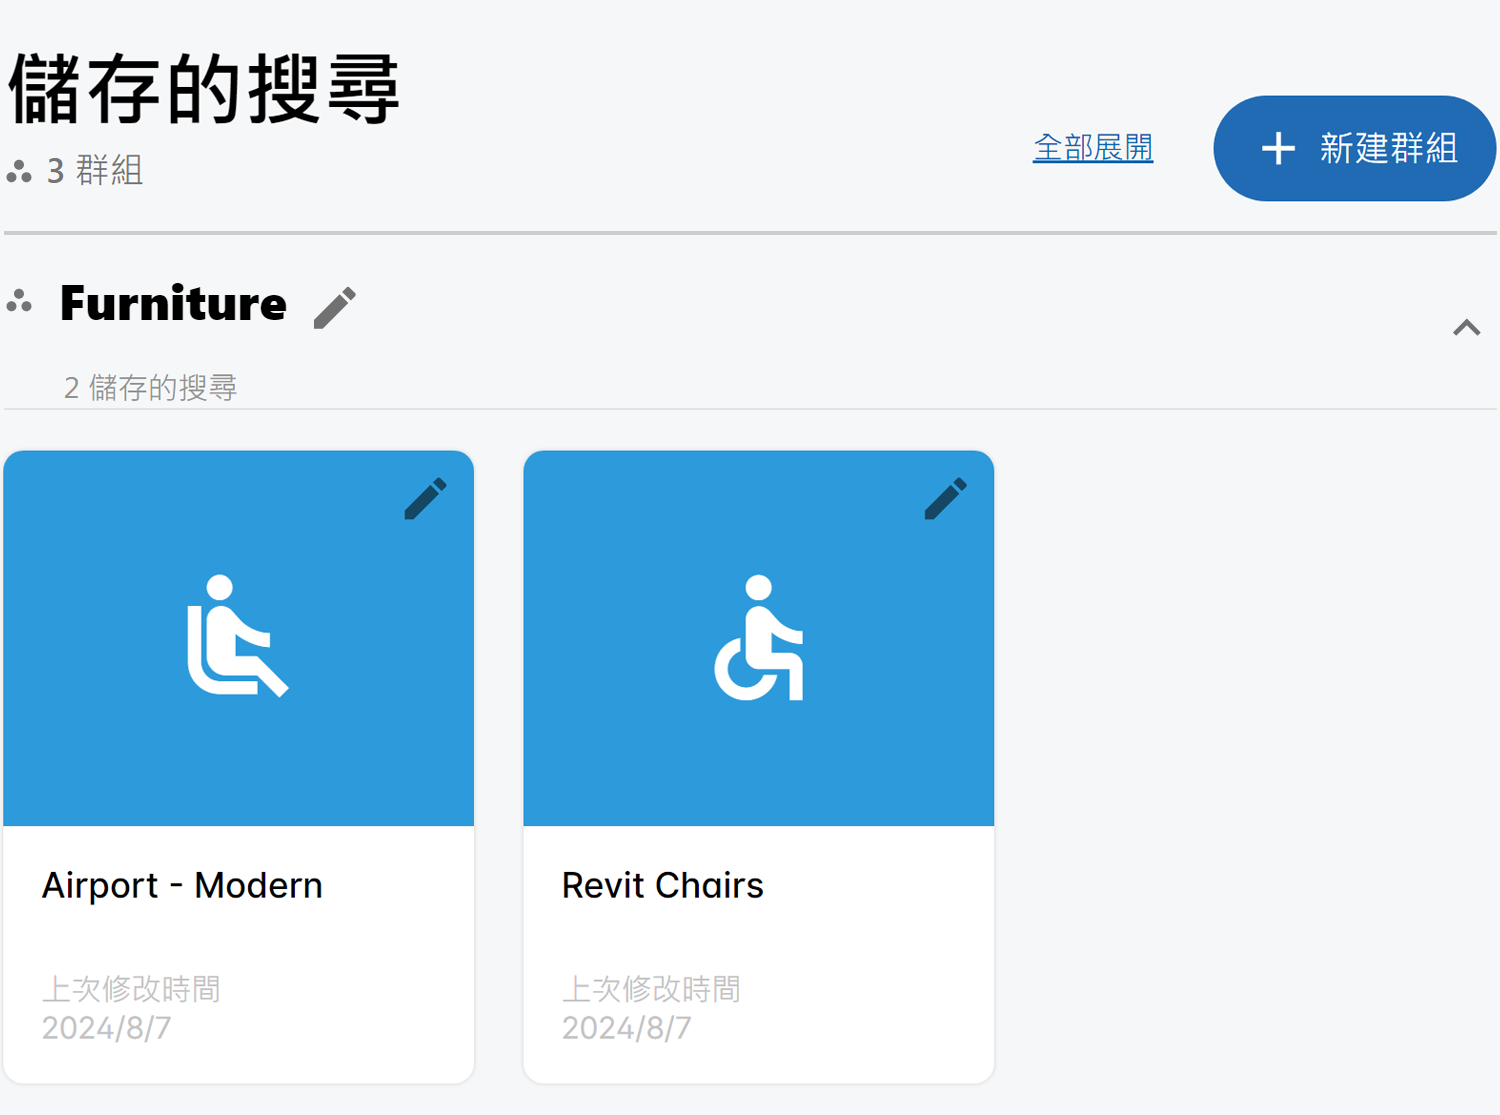 儲存的搜尋
3 群組
全部展開
新建群組
Furniture
2 儲存的搜尋
Airport - Modern
上次修改時間
2024/8/7
Revit Chairs
上次修改時間
2024/8/7